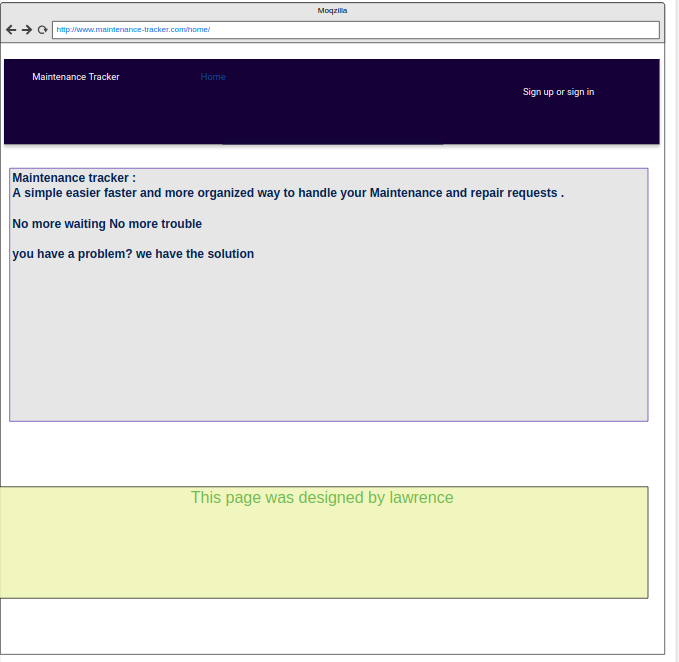 Moqzilla
http://www.maintenance-tracker.com/home/
Maintenance Tracker
Home
Sign up or sign in
Maintenance tracker :
A simple easier faster and more organized way to handle your Maintenance and repair requests .
No more waiting No more trouble
you have a problem? we have the solution
This page was designed by lawrence